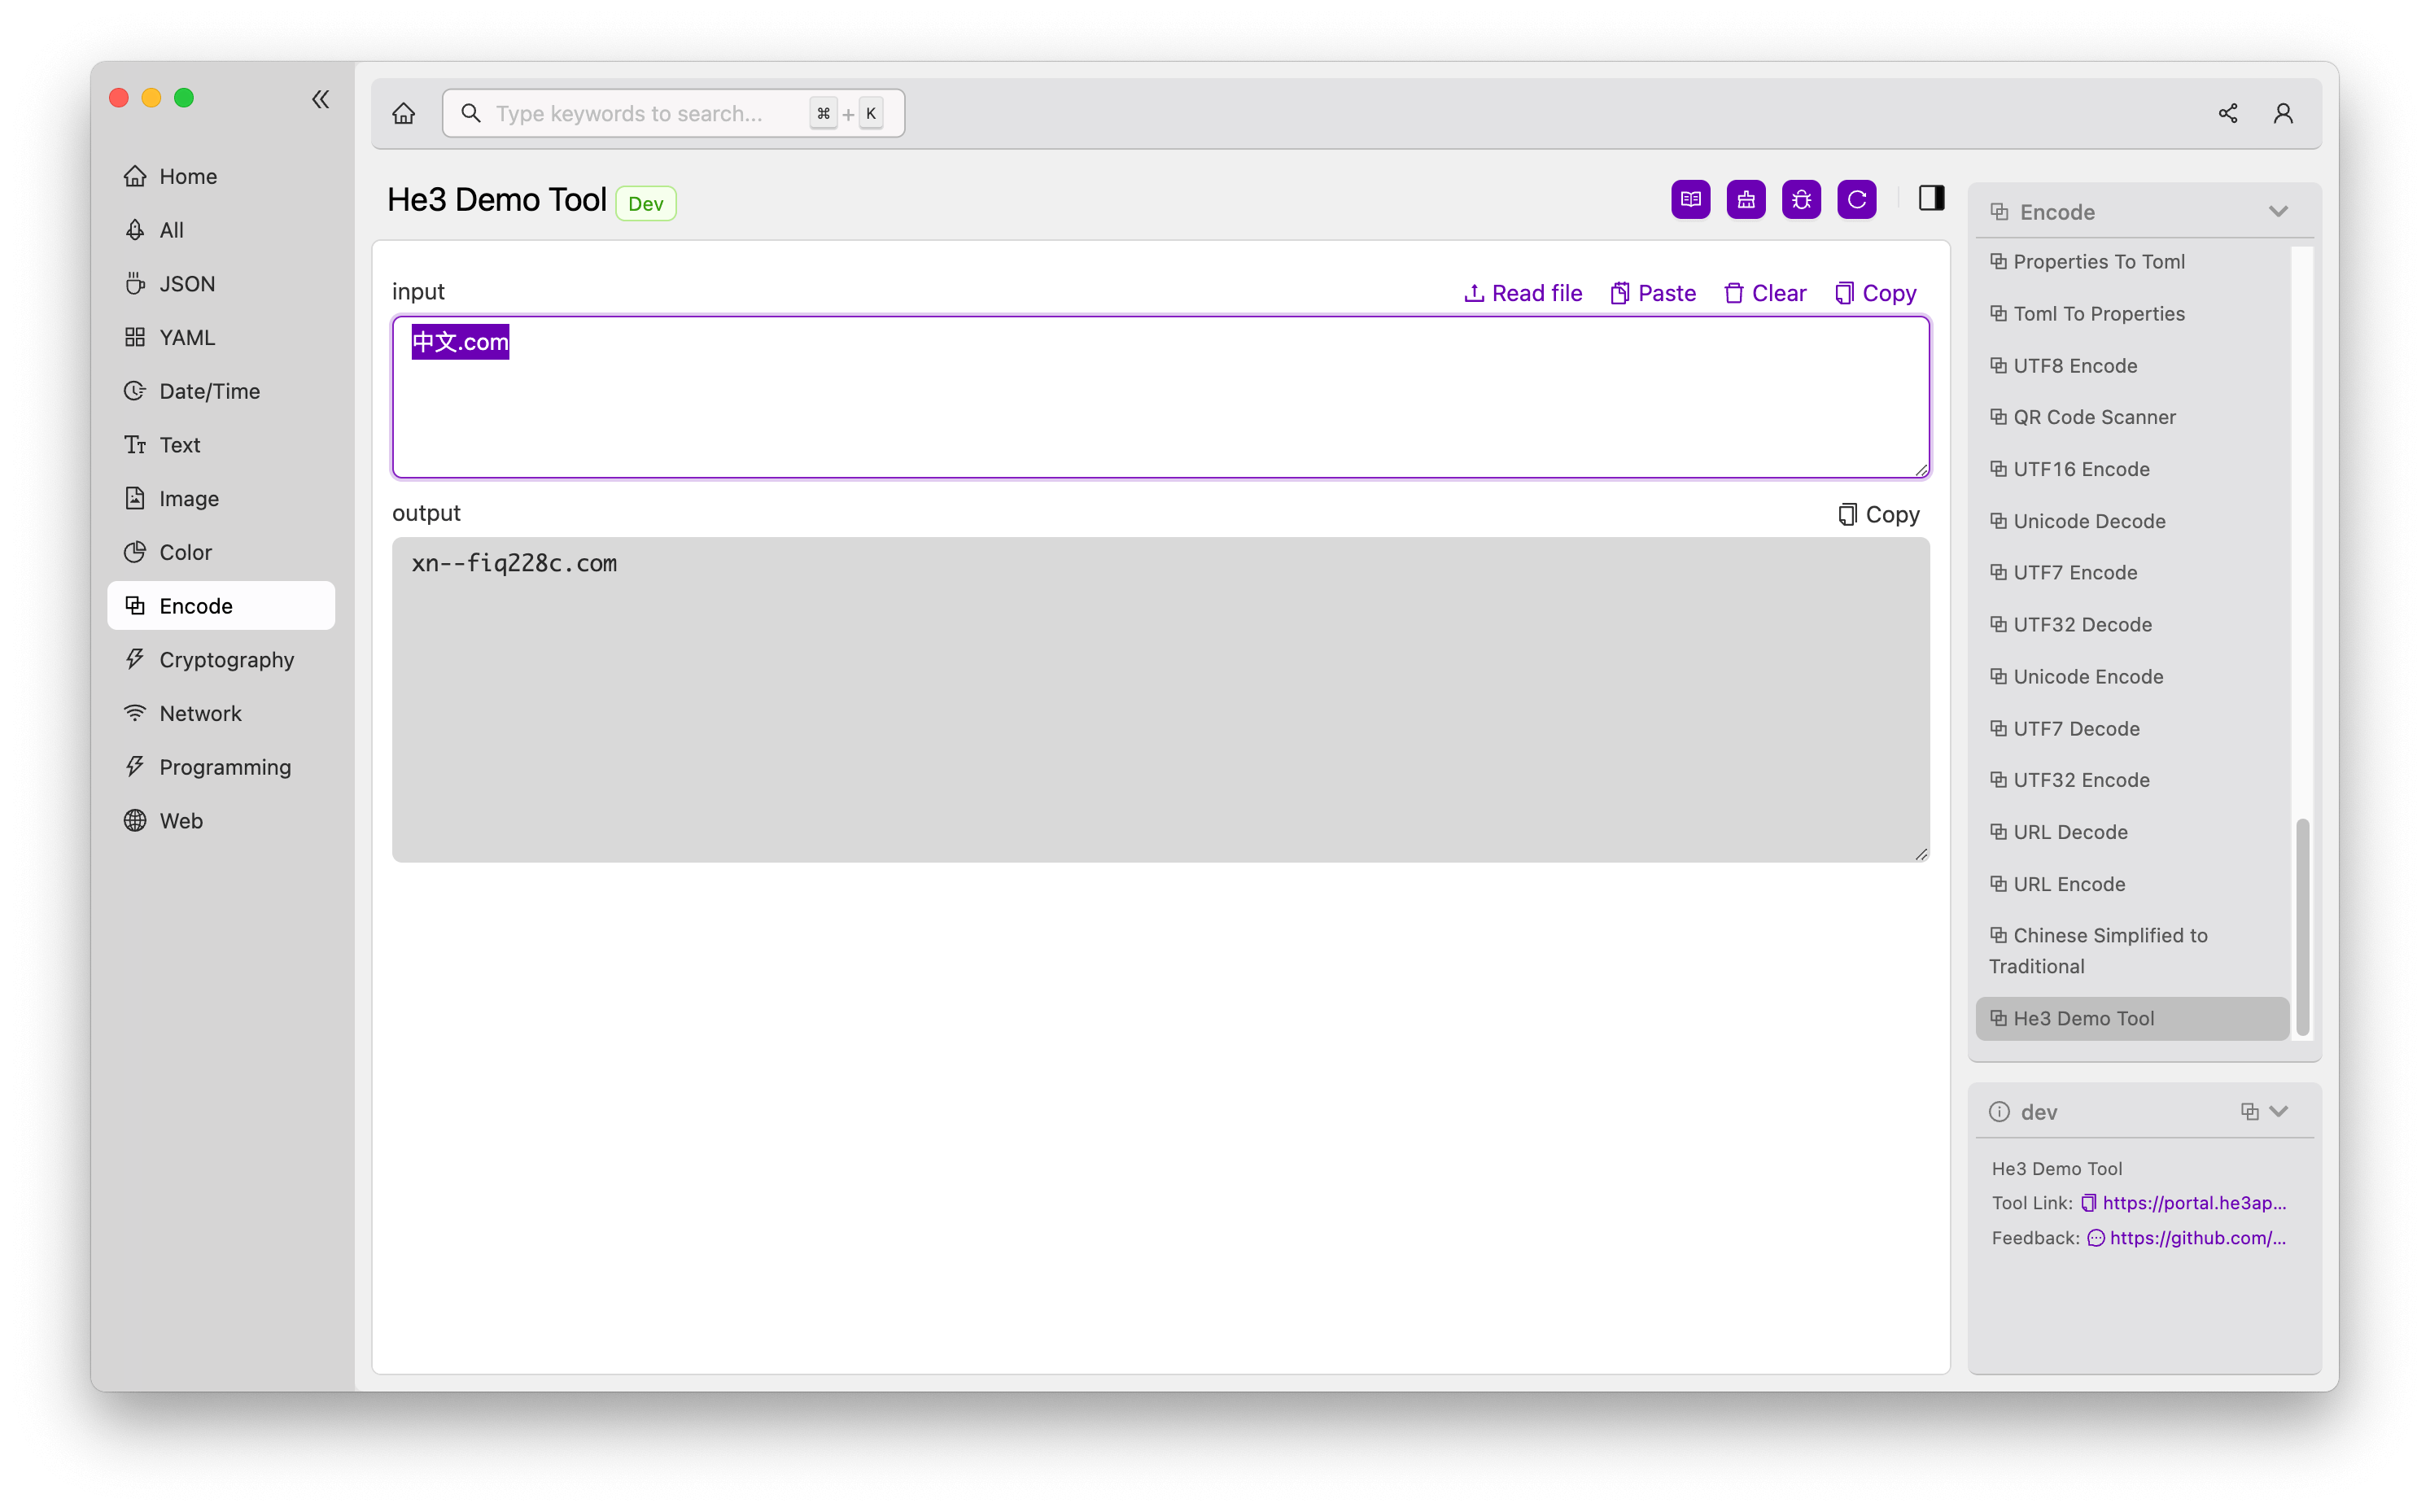 Home
All
JSON
YAML
Date/Time
Text
Image
Color
Encode
Cryptography
Network
Programming
Web
Type keywords to search... ⌘ + K
He3 Demo Tool Dev
input Read file Paste Clear Copy
中文.com
output Copy
xn--fiq228c.com
Encode
Properties To Toml
Toml To Properties
UTF8 Encode
QR Code Scanner
UTF16 Encode
Unicode Decode
UTF7 Encode
UTF32 Decode
Unicode Encode
UTF7 Decode
UTF32 Encode
URL Decode
URL Encode
Chinese Simplified to
Traditional
He3 Demo Tool
dev
He3 Demo Tool
Tool Link: https://portal.he3ap...
Feedback: https://github.com/...